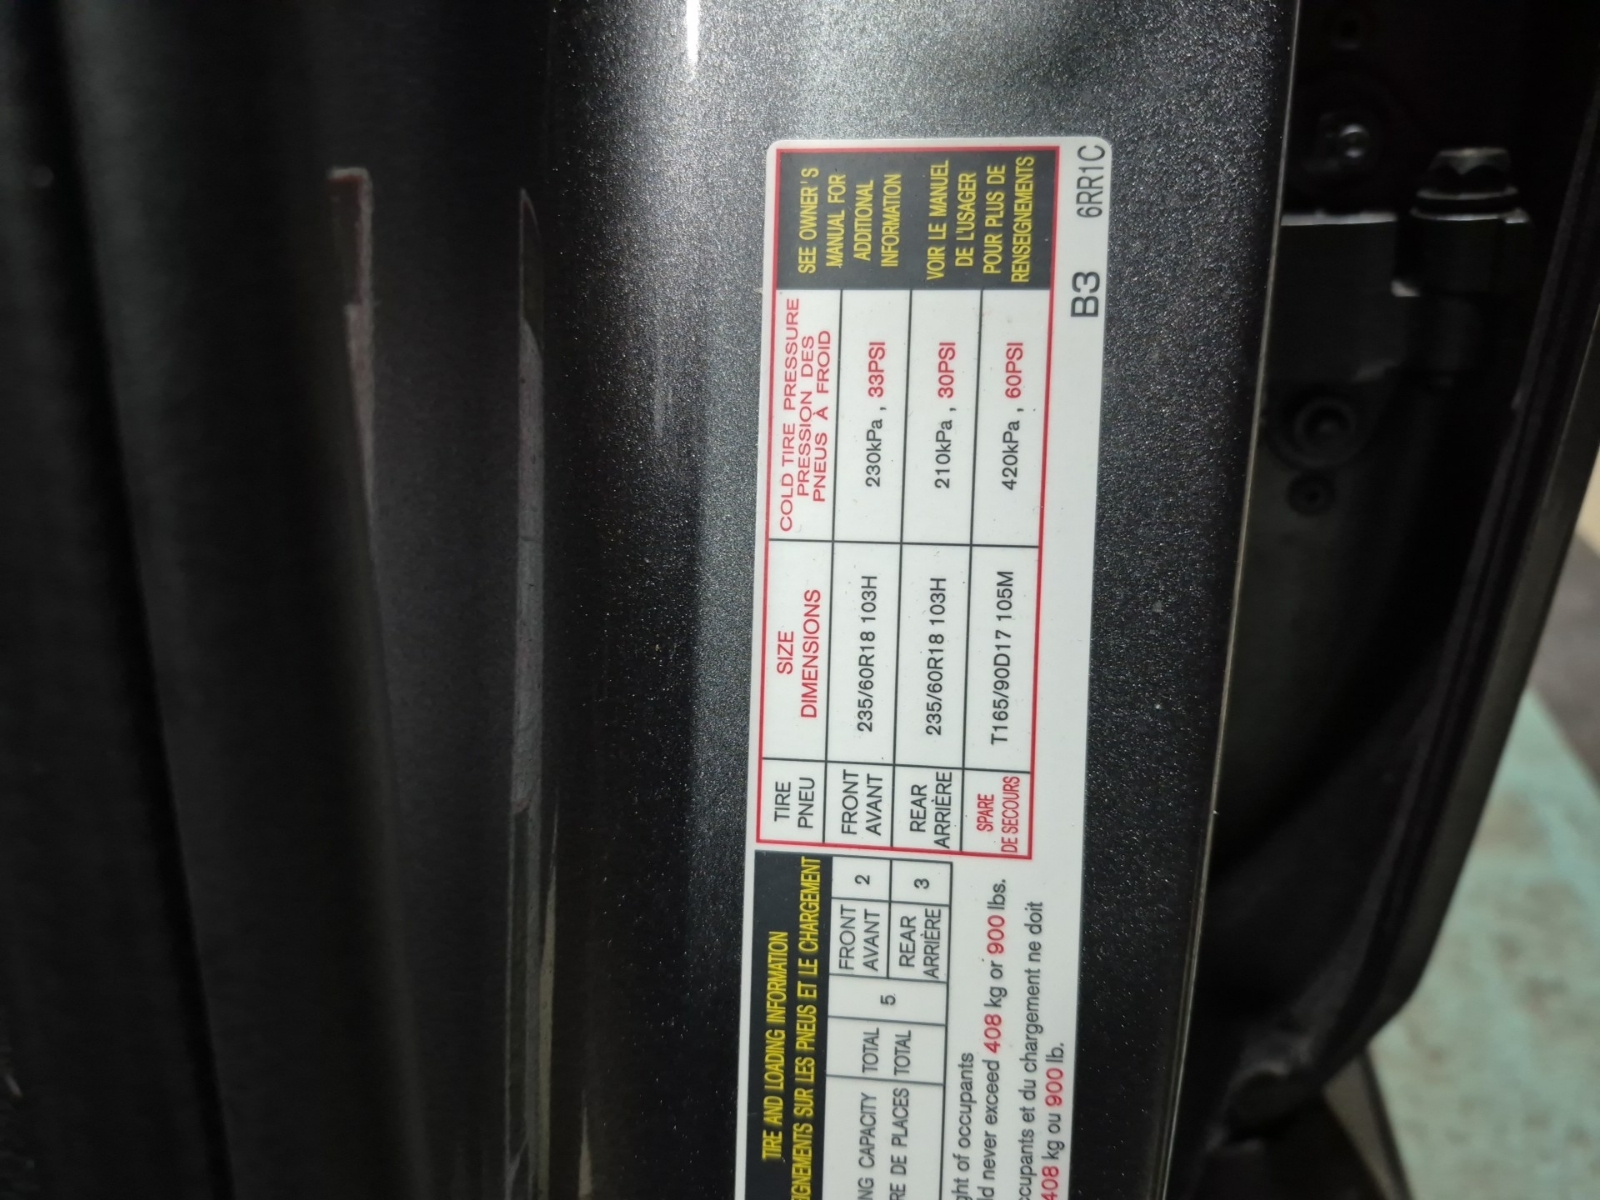 TIRE AND LOADING INFORMATION
SUR LES PNEUS ET LE CHARGEMENT
CAPACITY
DE PLACES
TOTAL
TOTAL
5
FRONT
AVANT
2
REAR
ARRIÈRE
3
of occupants
never exceed 408 kg or 900 lbs.
et du chargement ne doit
408 kg ou 900 lb.
TIRE
PNEU
SIZE
DIMENSIONS
COLD TIRE PRESSURE
PRESSION DES
PNEUS À FROID
FRONT
AVANT
235/60R18 103H
230kPa, 33PSI
REAR
ARRIÈRE
235/60R18 103H
210kPa, 30PSI
SPARE
DE SECOURS
T165/90D17 105M
420kPa, 60PSI
SEE OWNER'S
MANUAL FOR
ADDITIONAL
INFORMATION
VOIR LE MANUEL
DE L'USAGER
POUR PLUS DE
RENSEIGNEMENTS
B3 6RR1C